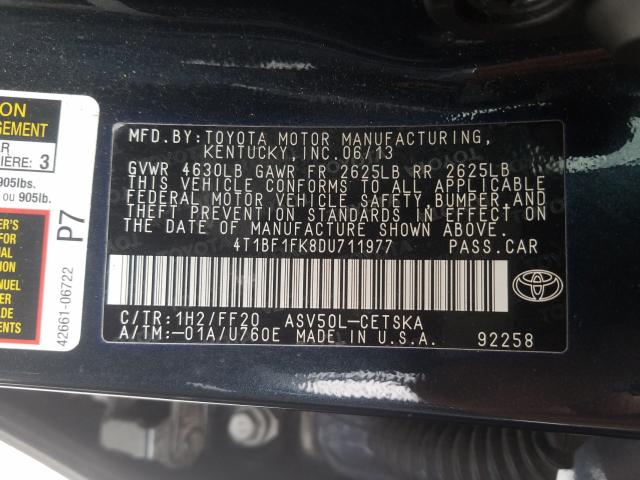 MFD. BY: TOYOTA MOTOR MANUFACTURING,
KENTUCKY, INC. 06/13
GVWR 4630LB GAWR FR 2625LB RR 2625LB
THIS VEHICLE CONFORMS TO ALL APPLICABLE
FEDERAL MOTOR VEHICLE SAFETY, BUMPER, AND
THEFT PREVENTION STANDARDS IN EFFECT ON
THE DATE OF MANUFACTURE SHOWN ABOVE.
4T1BF1FK8DU711977 PASS.CAR
C/TR: 1H2/FF20 ASV50L-CETSKA
A/TM:-01A/U760E MADE IN U.S.A. 92258
3
905lbs.
ou 905lb.
P7
42661-06722